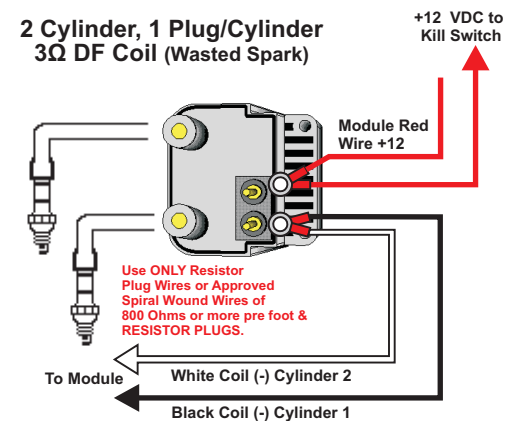 2 Cylinder, 1 Plug/Cylinder
3Ω DF Coil (Wasted Spark)
+12 VDC to
Kill Switch
Module Red
Wire +12
Use ONLY Resistor
Plug Wires or Approved
Spiral Wound Wires of
800 Ohms or more pre foot &
RESISTOR PLUGS.
To Module
White Coil (-) Cylinder 2
Black Coil (-) Cylinder 1